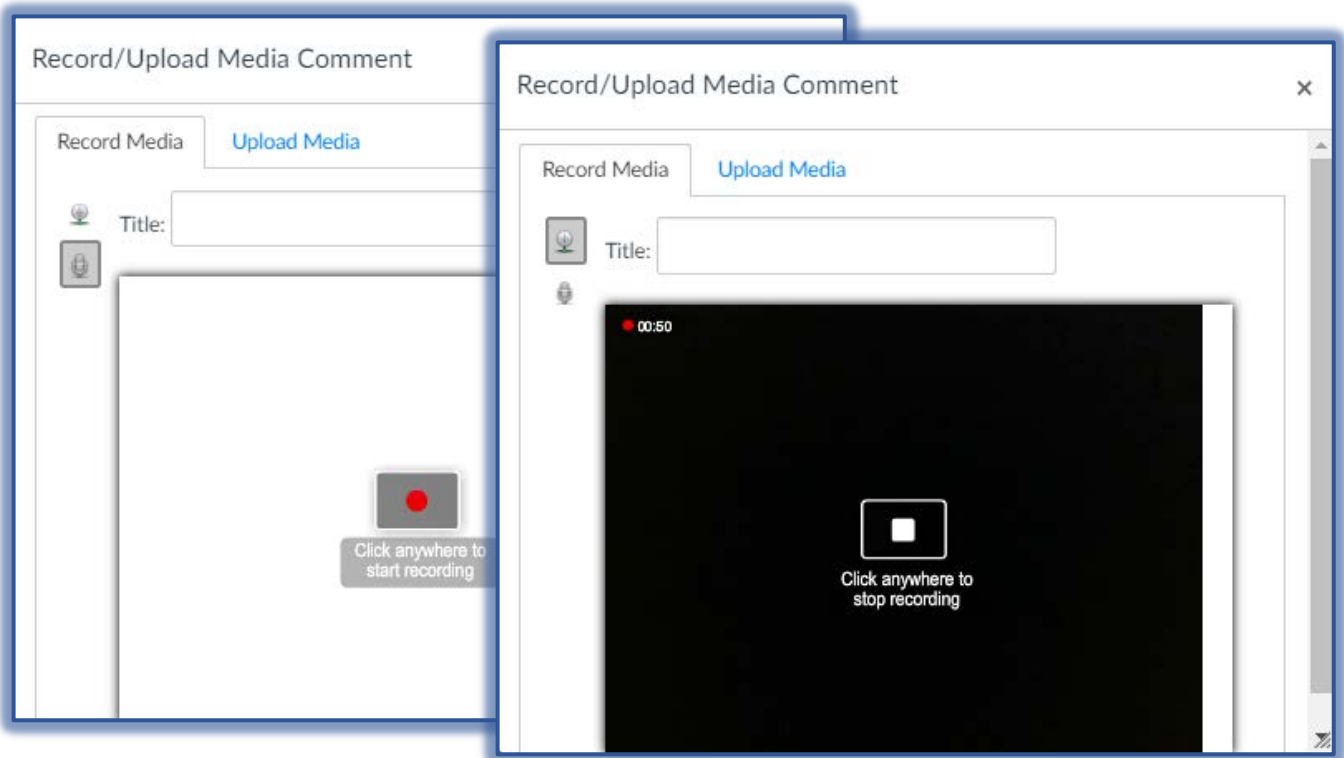 Record/Upload Media Comment
Record Media
Upload Media
Title:
Click anywhere to
start recording
Record/Upload Media Comment
×
Record Media
Upload Media
Title:
00:50
Click anywhere to
stop recording